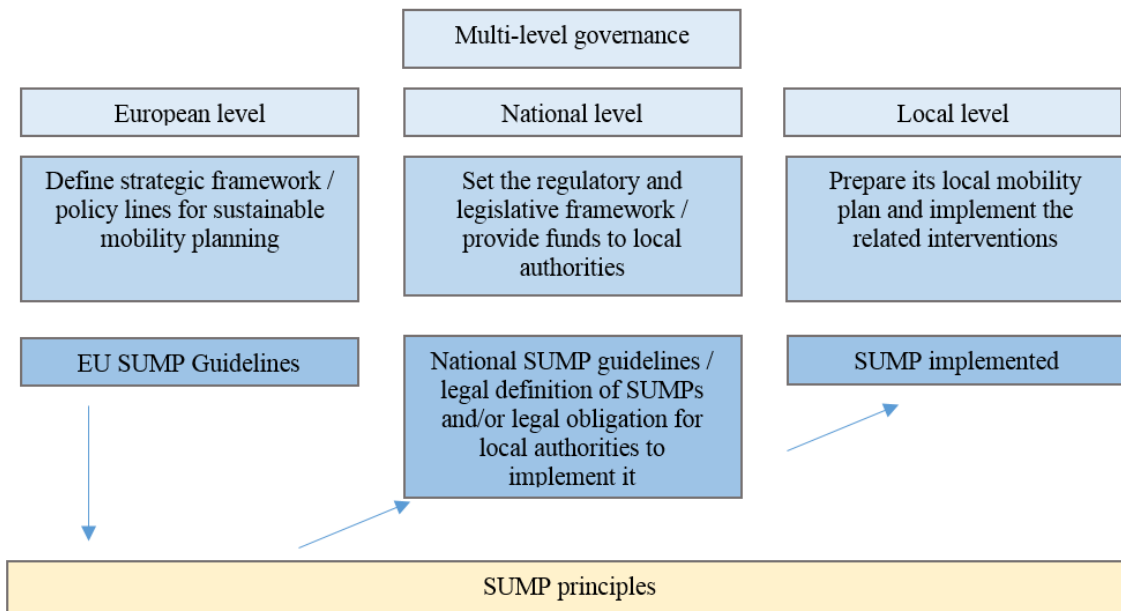 Multi-level governance
European level
National level
Local level
Define strategic framework /
policy lines for sustainable
mobility planning
Set the regulatory and
legislative framework /
provide funds to local
authorities
Prepare its local mobility
plan and implement the
related interventions
EU SUMP Guidelines
National SUMP guidelines /
legal definition of SUMPs
and/or legal obligation for
local authorities to
implement it
SUMP implemented
SUMP principles